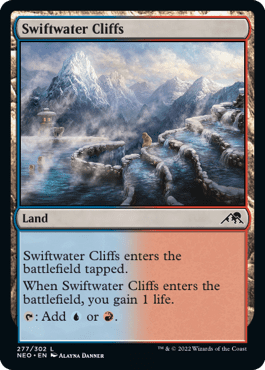 Swiftwater Cliffs
Land
Swiftwater Cliffs enters the
battlefield tapped.
When Swiftwater Cliffs enters the
battlefield, you gain 1 life.
: Add or .
277/302 L
NEO • EN Alayna Danner
™ & © 2022 Wizards of the Coast